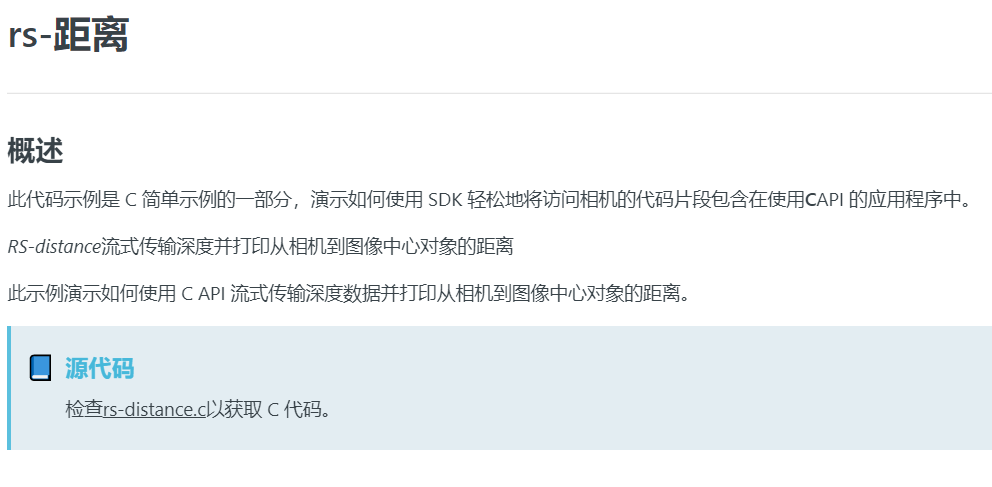 rs-距离
概述
此代码示例是 C 简单示例的一部分，演示如何使用 SDK 轻松地将访问相机的代码片段包含在使用CAPI 的应用程序中。
RS-distance流式传输深度并打印从相机到图像中心对象的距离
此示例演示如何使用 C API 流式传输深度数据并打印从相机到图像中心对象的距离。
源代码
检查rs-distance.c以获取 C 代码。